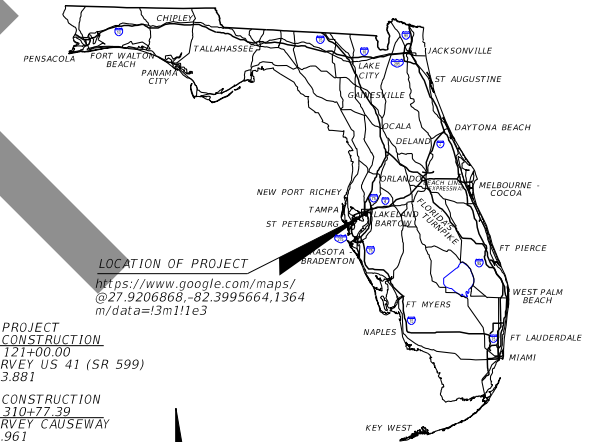 CHIPLEY
PENSACOLA
FORT WALTON
BEACH
PANAMA
CITY
TALLAHASSEE
LAKE
CITY
JACKSONVILLE
ST AUGUSTINE
GAINESVILLE
OCALA
DELAND
DAYTONA BEACH
ORLANDO
BEACH LINE
EXPRESSWAY
MELBOURNE -
COCOA
NEW PORT RICHEY
TAMPA
LAKELAND
ST PETERSBURG
BARTOW
FLORIDA'S
TURNPIKE
RASOTA -
BRADENTON
FT PIERCE
LOCATION OF PROJECT
https://www.google.com/maps/
@27.9206868,-82.3995664,1364
m/data=!3m1!1e3
WEST PALM
BEACH
FT MYERS
NAPLES
FT LAUDERDALE
MIAMI
KEY WEST
PROJECT
CONSTRUCTION
121+00.00
RVEY US 41 (SR 599)
3.881
CONSTRUCTION
310+77.39
RVEY CAUSEWAY
.961